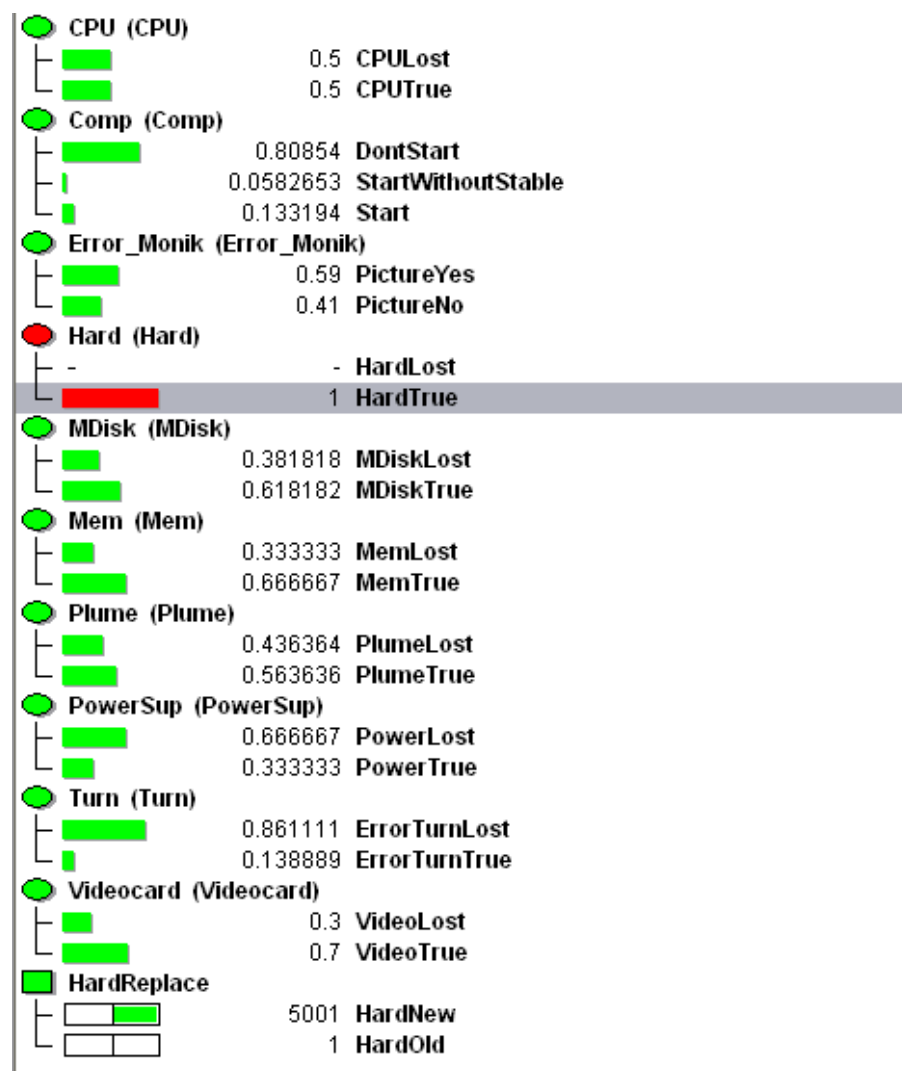 CPU (CPU)
0.5 CPULost
0.5 CPUTrue
Comp (Comp)
0.80854 DontStart
0.0582653 StartWithoutStable
0.133194 Start
Error_Monik (Error_Monik)
0.59 PictureYes
0.41 PictureNo
Hard (Hard)
- - HardLost
1 HardTrue
MDisk (MDisk)
0.381818 MDiskLost
0.618182 MDiskTrue
Mem (Mem)
0.333333 MemLost
0.666667 MemTrue
Plume (Plume)
0.436364 PlumeLost
0.563636 PlumeTrue
PowerSup (PowerSup)
0.666667 PowerLost
0.333333 PowerTrue
Turn (Turn)
0.861111 ErrorTurnLost
0.138889 ErrorTurnTrue
Videocard (Videocard)
0.3 VideoLost
0.7 VideoTrue
HardReplace
5001 HardNew
1 HardOld